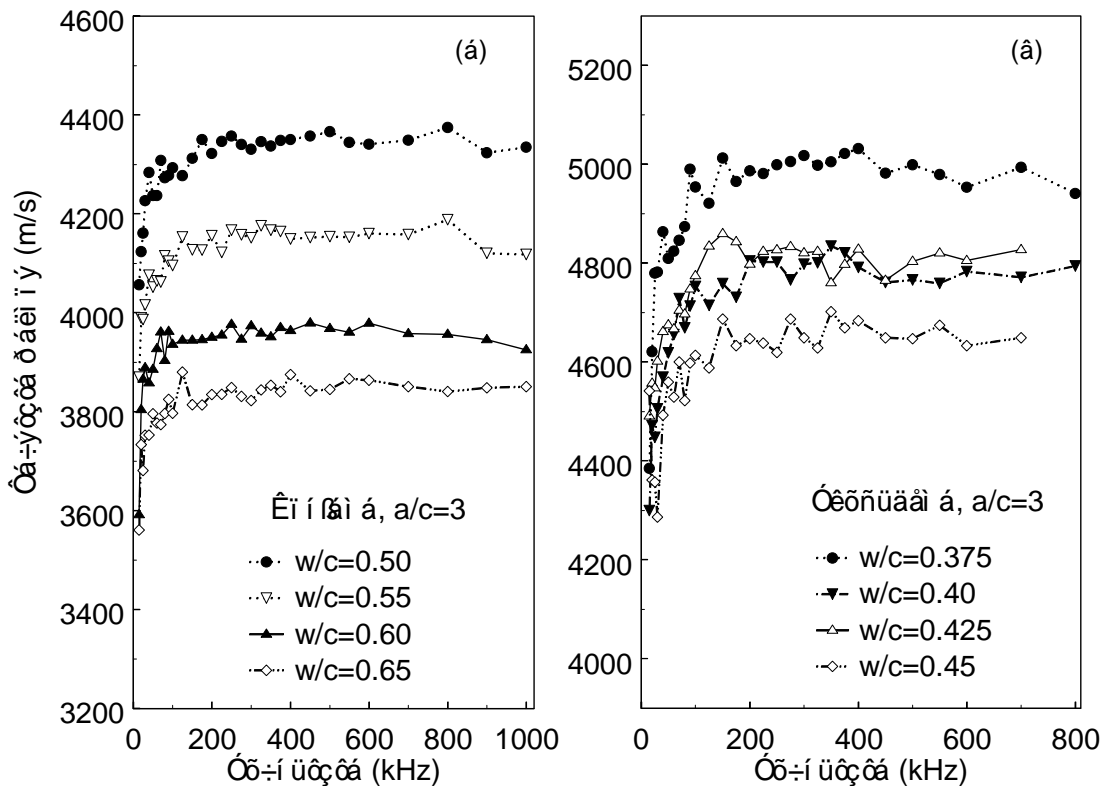 4600
4400
4200
4000
3800
3600
3400
3200
0
200
400
600
800
1000
(á)
Ôá÷ýôçôá ðáëìïý (m/s)
Óõ÷íüôçôá (kHz)
Êïíßáìá, a/c=3
w/c=0.50
w/c=0.55
w/c=0.60
w/c=0.65
5200
5000
4800
4600
4400
4200
4000
0
200
400
600
800
(â)
Óõ÷íüôçôá (kHz)
Óêõñüäåìá, a/c=3
w/c=0.375
w/c=0.40
w/c=0.425
w/c=0.45